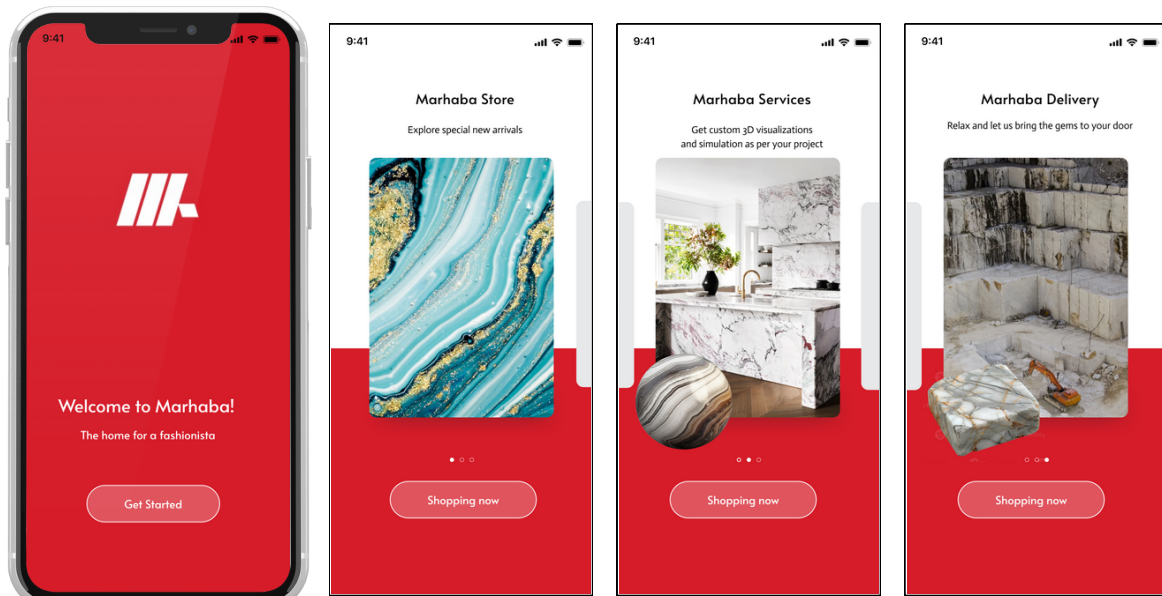 9:41
Welcome to Marhaba!
The home for a fashionista
Get Started
9:41
Marhaba Store
Explore special new arrivals
Shopping now
9:41
Marhaba Services
Get custom 3D visualizations
and simulation as per your project
Shopping now
9:41
Marhaba Delivery
Relax and let us bring the gems to your door
Shopping now